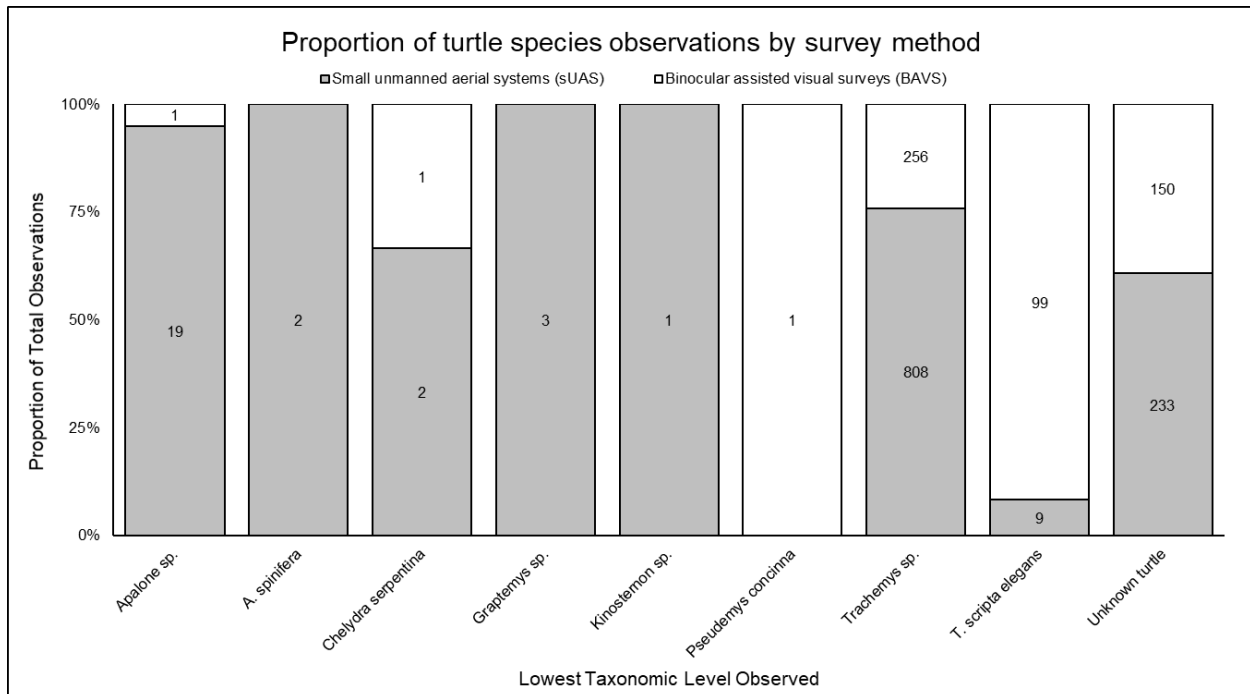 Proportion of turtle species observations by survey method
Small unmanned aerial systems (sUAS) Binocular assisted visual surveys (BAVS)
Proportion of Total Observations
100%
75%
50%
25%
0%
1
19
2
1
2
3
1
1
256
808
99
9
150
233
Apalone sp.
A. spinifera
Chelydra serpentina
Graptemys sp.
Kinosternon sp.
Pseudemys concinna
Trachemys sp.
T. scripta elegans
Unknown turtle
Lowest Taxonomic Level Observed